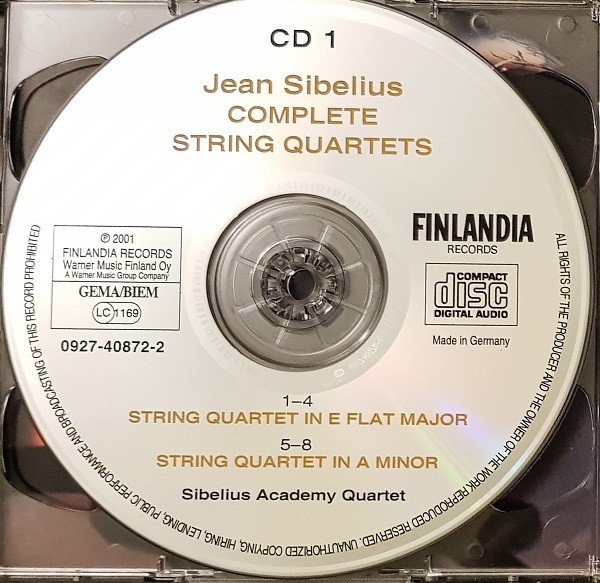 CD 1
Jean Sibelius
COMPLETE
STRING QUARTETS
℗ 2001
FINLANDIA RECORDS
Warner Music Finland Oy
A Warner Music Group Company
GEMA/BIEM
LC 1169
0927-40872-2
FINLANDIA
RECORDS
COMPACT
disc
DIGITAL AUDIO
Made in Germany
1–4
STRING QUARTET IN E FLAT MAJOR
5–8
STRING QUARTET IN A MINOR
Sibelius Academy Quartet
ALL RIGHTS OF THE PRODUCER AND THE OWNER OF THE WORK REPRODUCED RESERVED. UNAUTHORIZED COPYING, HIRING, LENDING, PUBLIC PERFORMANCE AND BROADCASTING OF THIS RECORD PROHIBITED